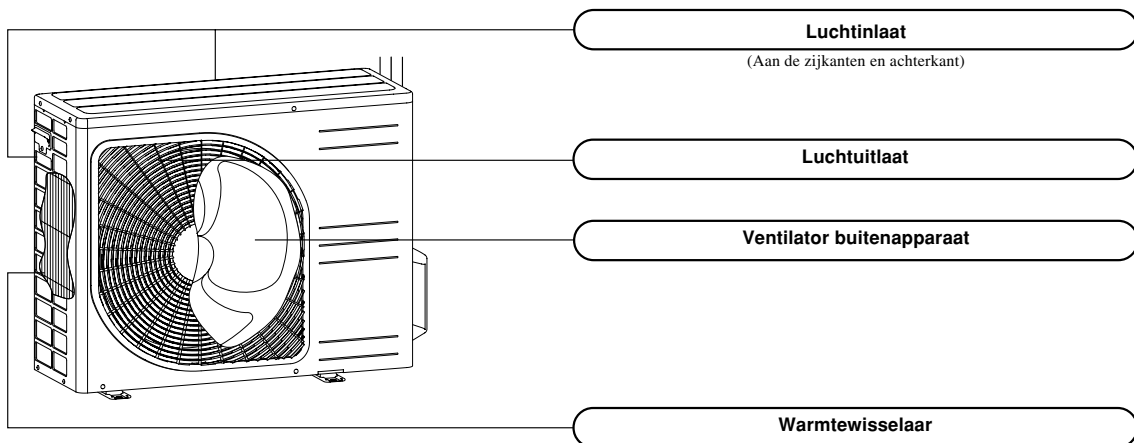 Luchtinlaat
(Aan de zijkanten en achterkant)
Luchtuitlaat
Ventilator buitenapparaat
Warmtewisselaar